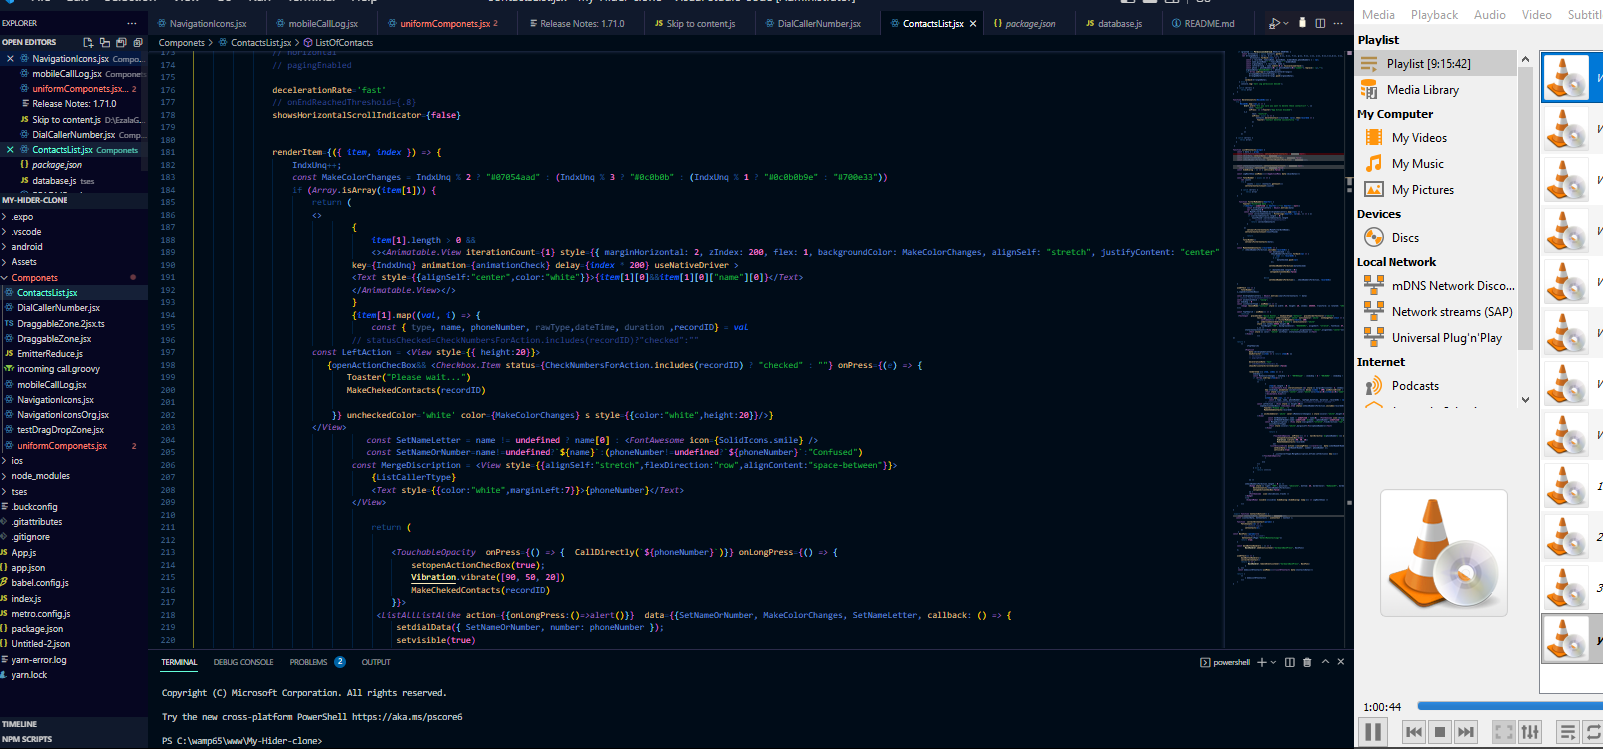 Media Playback Audio Video Subtitl
EXPLORER
NavigationIcons.jsx mobileCallLog.jsx uniformComponets.jsx 2 Release Notes: 1.71.0 Skip to content.js DialCallerNumber.jsx ContactsList.jsx package.json database.js README.md
Componets > ContactsList.jsx > ListOfContacts
OPEN EDITORS
NavigationIcons.jsx Compo...
mobileCallLog.jsx Componets
uniformComponets.jsx... 2
Release Notes: 1.71.0
Skip to content.js D:\EzalaG...
DialCallerNumber.jsx Comp...
ContactsList.jsx Componets
package.json
database.js tses
MY-HIDER-CLONE
.expo
.vscode
android
Assets
Componets
ContactsList.jsx
DialCallerNumber.jsx
DraggableZone.2jsx.ts
DraggableZone.jsx
EmitterReduce.js
incoming call.groovy
mobileCallLog.jsx
NavigationIcons.jsx
NavigationIconsOrg.jsx
testDragDropZone.jsx
uniformComponets.jsx 2
ios
node_modules
tses
.buckconfig
.gitattributes
.gitignore
App.js
app.json
babel.config.js
index.js
metro.config.js
package.json
Untitled-2.json
yarn-error.log
yarn.lock
TIMELINE
NPM SCRIPTS
173 // horizontal
174 // pagingEnabled
175
176 decelerationRate='fast'
177 // onEndReachedThreshold={.8}
178 showsHorizontalScrollIndicator={false}
179
180
181 renderItem={({ item, index }) => {
182 IndxUnq++;
183 const MakeColorChanges = IndxUnq % 2 ? "#07054aad" : (IndxUnq % 3 ? "#0c0b0b" : (IndxUnq % 1 ? "#0c0b0b9e" : "#700e33"))
184 if (Array.isArray(item[1])) {
185 return (
186 <>
187 {
188 item[1].length > 0 &&
189 <><Animatable.View iterationCount={1} style={{ marginHorizontal: 2, zIndex: 200, flex: 1, backgroundColor: MakeColorChanges, alignSelf: "stretch", justifyContent: "center"
190 key={IndxUnq} animation={animationCheck} delay={index * 200} useNativeDriver >
191 <Text style={{alignSelf:"center",color:"white"}}>{item[1][0]&&item[1][0]["name"][0]}</Text>
192 </Animatable.View></>
193 }
194 {item[1].map((val, i) => {
195 const { type, name, phoneNumber, rawType,dateTime, duration ,recordID} = val
196 // statusChecked=CheckNumbersForAction.includes(recordID)?"checked":""
197 const LeftAction = <View style={{ height:20}}>
198 {openActionChecBox&& <Checkbox.Item status={CheckNumbersForAction.includes(recordID) ? "checked" : ""} onPress={(e) => {
199 Toaster("Please wait...")
200 MakeChekedContacts(recordID)
201
202 }} uncheckedColor='white' color={MakeColorChanges} s style={{color:"white",height:20}}/>}
203 </View>
204 const SetNameLetter = name != undefined ? name[0] : <FontAwesome icon={SolidIcons.smile} />
205 const SetNameOrNumber=name!=undefined?`${name}`:(phoneNumber!=undefined?`${phoneNumber}`:"Confused")
206 const MergeDiscription = <View style={{alignSelf:"stretch",flexDirection:"row",alignContent:"space-between"}}>
207 {ListCallerTtype}
208 <Text style={{color:"white",marginLeft:7}}>{phoneNumber}</Text>
209 </View>
210
211 return (
212
213 <TouchableOpacity onPress={() => { CallDirectly(`${phoneNumber}`)}} onLongPress={() => {
214 setopenActionChecBox(true);
215 Vibration.vibrate([90, 50, 20])
216 MakeChekedContacts(recordID)
217 }}>
218 <ListAllListALike action={{onLongPress:()=>alert()}} data={{SetNameOrNumber, MakeColorChanges, SetNameLetter, callback: () => {
219 setdialData({ SetNameOrNumber, number: phoneNumber });
220 setvisible(true)
TERMINAL DEBUG CONSOLE PROBLEMS 2 OUTPUT powershell
Copyright (C) Microsoft Corporation. All rights reserved.
Try the new cross-platform PowerShell https://aka.ms/pscore6
PS C:\wamp65\www\My-Hider-clone>
Playlist
Playlist [9:15:42]
Media Library
My Computer
My Videos
My Music
My Pictures
Devices
Discs
Local Network
mDNS Network Disco...
Network streams (SAP)
Universal Plug'n'Play
Internet
Podcasts
1
2
3
y
1:00:44